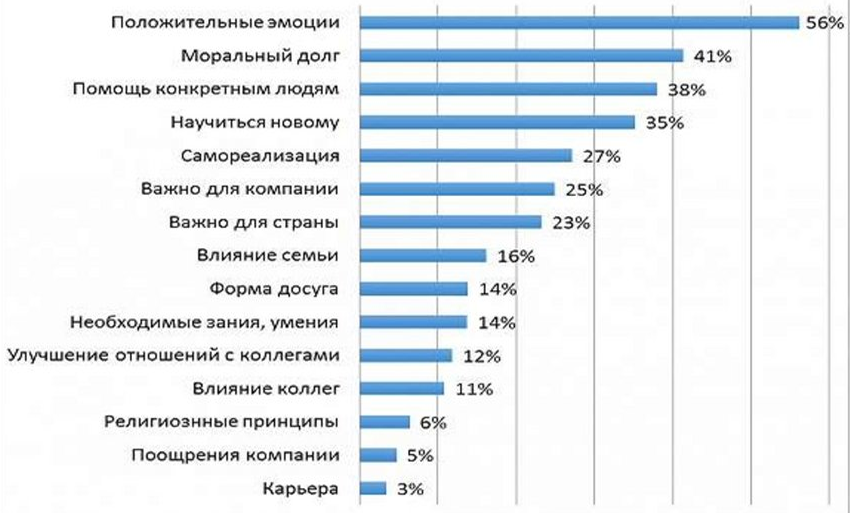 Положительные эмоции 56%
Моральный долг 41%
Помощь конкретным людям 38%
Научиться новому 35%
Самореализация 27%
Важно для компании 25%
Важно для страны 23%
Влияние семьи 16%
Форма досуга 14%
Необходимые зания, умения 14%
Улучшение отношений с коллегами 12%
Влияние коллег 11%
Религиознные принципы 6%
Поощрения компании 5%
Карьера 3%